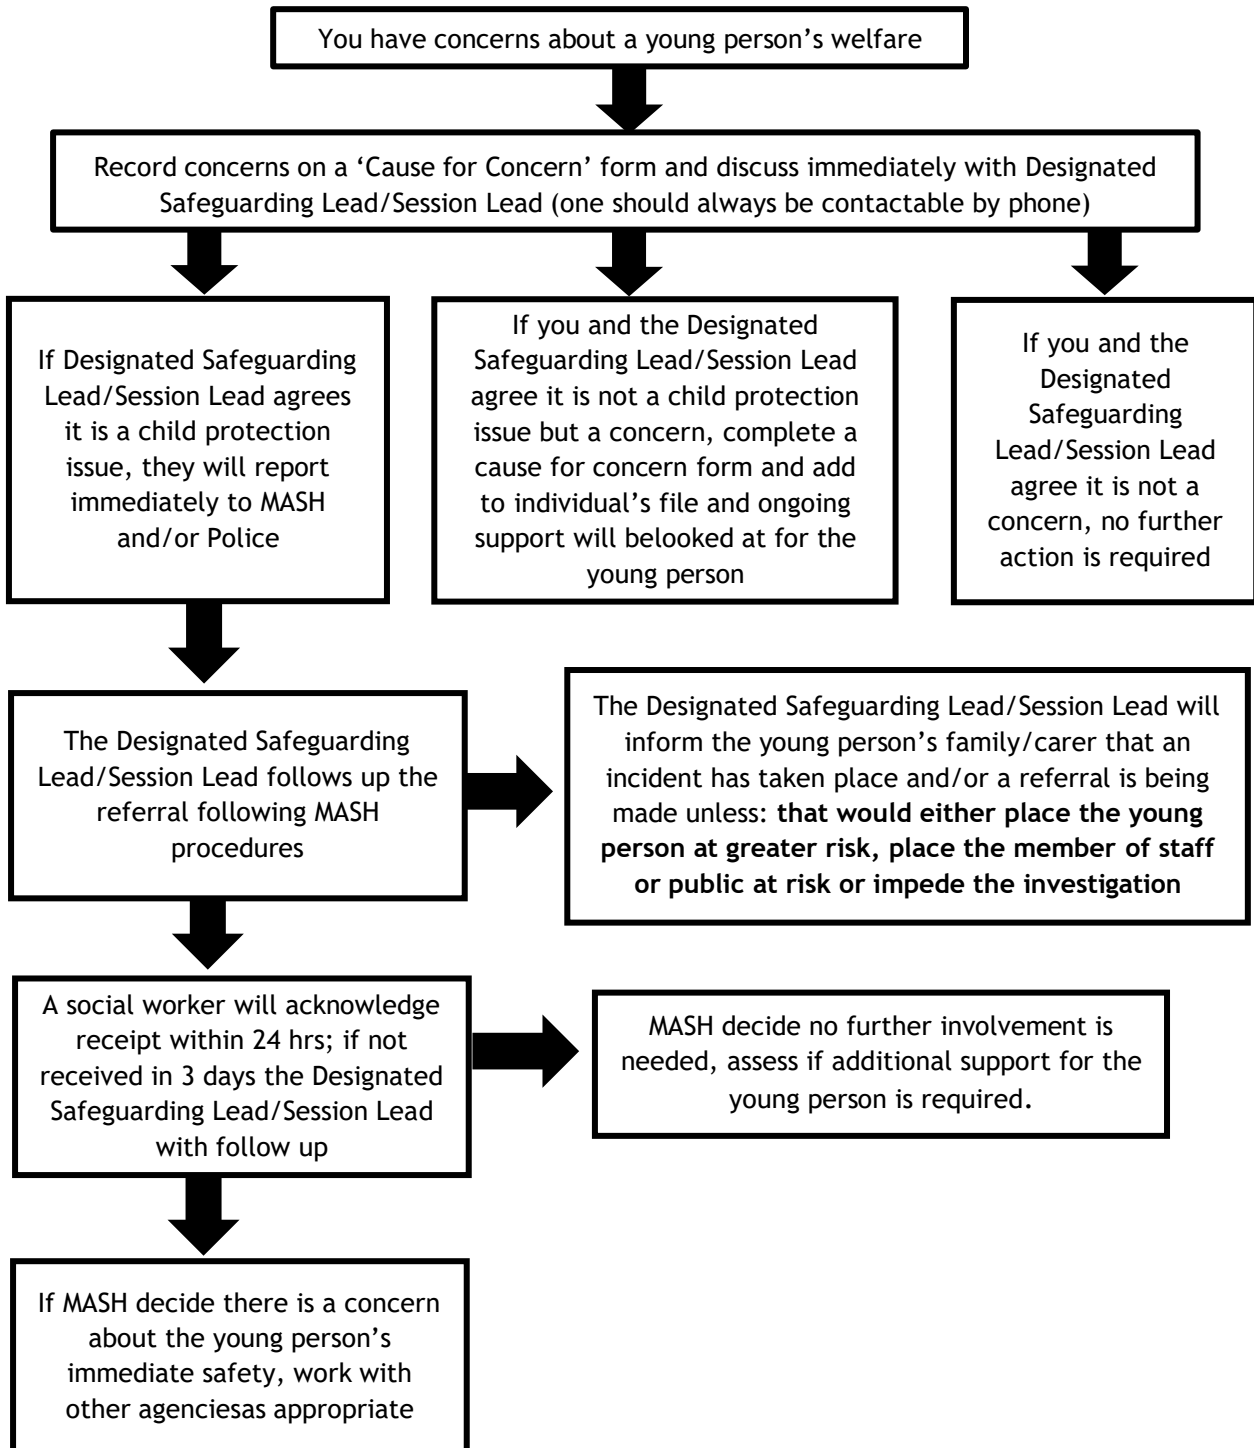 You have concerns about a young person’s welfare
Record concerns on a ‘Cause for Concern’ form and discuss immediately with Designated
Safeguarding Lead/Session Lead (one should always be contactable by phone)
If Designated Safeguarding
Lead/Session Lead agrees
it is a child protection
issue, they will report
immediately to MASH
and/or Police
If you and the Designated
Safeguarding Lead/Session Lead
agree it is not a child protection
issue but a concern, complete a
cause for concern form and add
to individual’s file and ongoing
support will belooked at for the
young person
If you and the
Designated
Safeguarding
Lead/Session Lead
agree it is not a
concern, no further
action is required
The Designated Safeguarding
Lead/Session Lead follows up the
referral following MASH
procedures
The Designated Safeguarding Lead/Session Lead will
inform the young person’s family/carer that an
incident has taken place and/or a referral is being
made unless: that would either place the young
person at greater risk, place the member of staff
or public at risk or impede the investigation
A social worker will acknowledge
receipt within 24 hrs; if not
received in 3 days the Designated
Safeguarding Lead/Session Lead
with follow up
MASH decide no further involvement is
needed, assess if additional support for the
young person is required.
If MASH decide there is a concern
about the young person’s
immediate safety, work with
other agenciesas appropriate